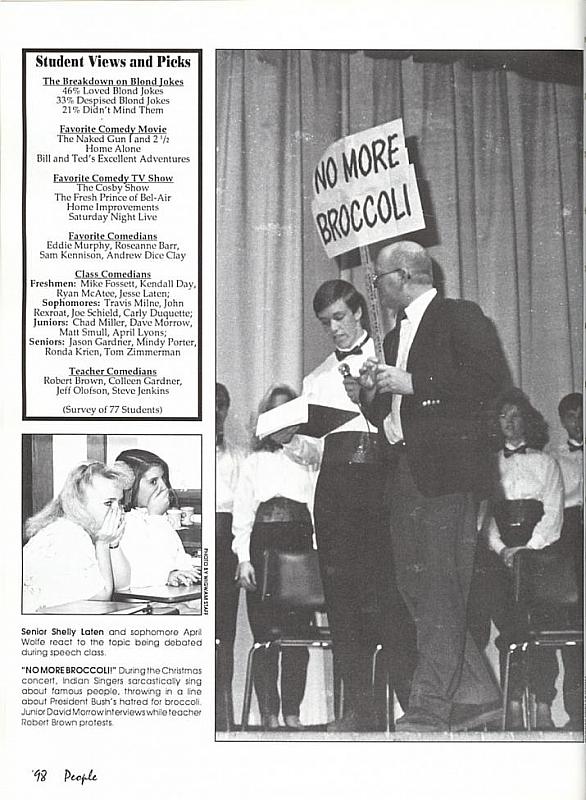 Student Views and Picks
The Breakdown on Blond Jokes
46% Loved Blond Jokes
33% Despised Blond Jokes
21% Didn't Mind Them
Favorite Comedy Movie
The Naked Gun I and 2 1/2
Home Alone
Bill and Ted's Excellent Adventures
Favorite Comedy TV Show
The Cosby Show
The Fresh Prince of Bel-Air
Home Improvements
Saturday Night Live
Favorite Comedians
Eddie Murphy, Roseanne Barr,
Sam Kennison, Andrew Dice Clay
Class Comedians
Freshmen: Mike Fossett, Kendall Day,
Ryan McAtee, Jesse Laten;
Sophomores: Travis Milne, John
Rexroat, Joe Schield, Carly Duquette;
Juniors: Chad Miller, Dave Morrow,
Matt Smull, April Lyons;
Seniors: Jason Gardner, Mindy Porter,
Ronda Krien, Tom Zimmerman
Teacher Comedians
Robert Brown, Colleen Gardner,
Jeff Olofson, Steve Jenkins
(Survey of 77 Students)
NO MORE
BROCCOLI
PHOTO BY WIGWAM STAFF
Senior Shelly Laten and sophomore April
Wolfe react to the topic being debated
during speech class.
"NO MORE BROCCOLI!" During the Christmas
concert, Indian Singers sarcastically sing
about famous people, throwing in a line
about President Bush's hatred for broccoli.
Junior David Morrow interviews while teacher
Robert Brown protests.
'98 People